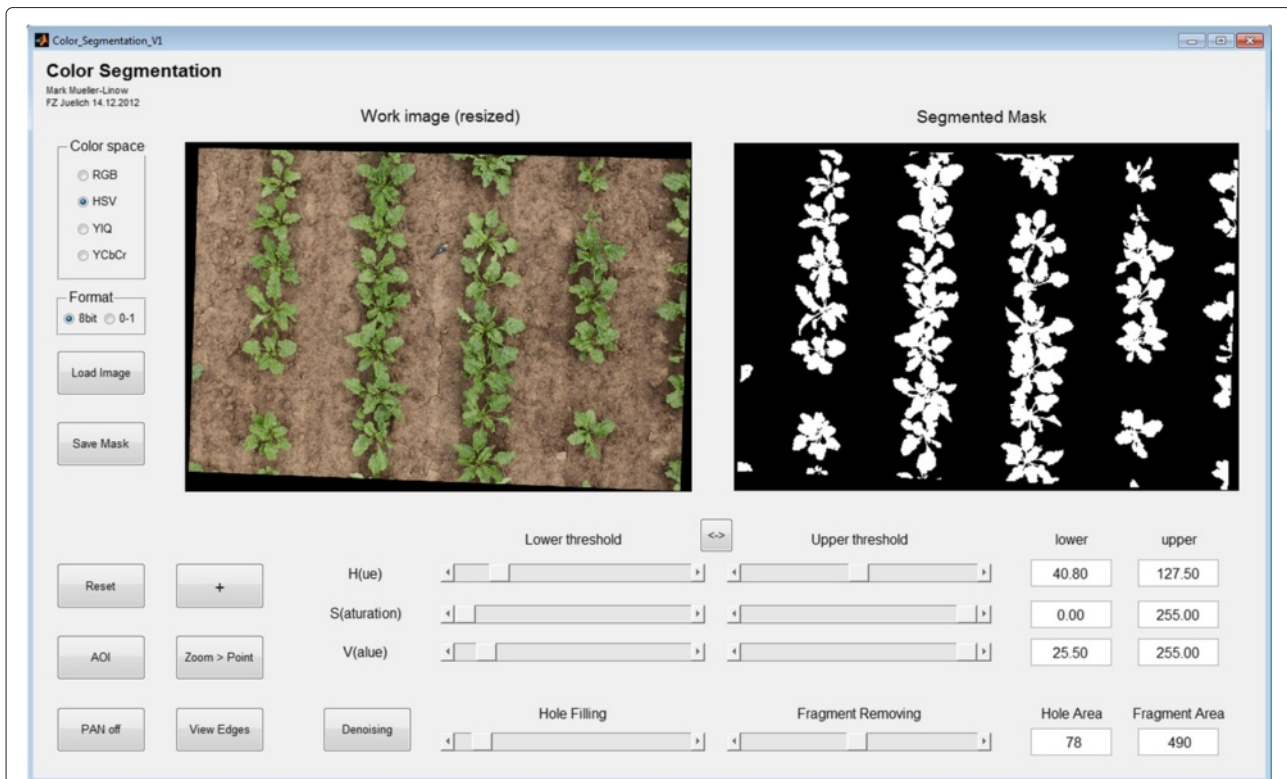 Color_Segmentation_V1
Color Segmentation
Mark Mueller-Linow
FZ Juelich 14.12.2012
Work image (resized)
Segmented Mask
Color space
RGB
HSV
YIQ
YCbCr
Format
8bit 0-1
Load Image
Save Mask
Lower threshold <-> Upper threshold lower upper
Reset + H(ue) 40.80 127.50
S(aturation) 0.00 255.00
AOI Zoom > Point V(alue) 25.50 255.00
Hole Filling Fragment Removing Hole Area Fragment Area
PAN off View Edges Denoising 78 490